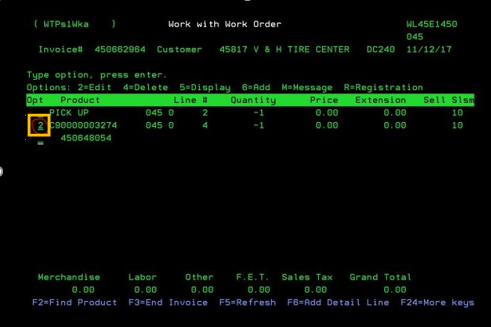 ( WTPs1Wka ) Work with Work Order WL45E1450
045
Invoice# 450662964 Customer 45817 V & H TIRE CENTER DC240 11/12/17
Type option, press enter.
Options: 2=Edit 4=Delete 5=Display 6=Add M=Message R=Registration
Opt Product Line # Quantity Price Extension Sell Slsm
PICK UP 045 0 2 -1 0.00 0.00 10
2 C90000003274 045 0 4 -1 0.00 0.00 10
450648054
Merchandise Labor Other F.E.T. Sales Tax Grand Total
0.00 0.00 0.00 0.00 0.00 0.00
F2=Find Product F3=End Invoice F5=Refresh F6=Add Detail Line F24=More keys